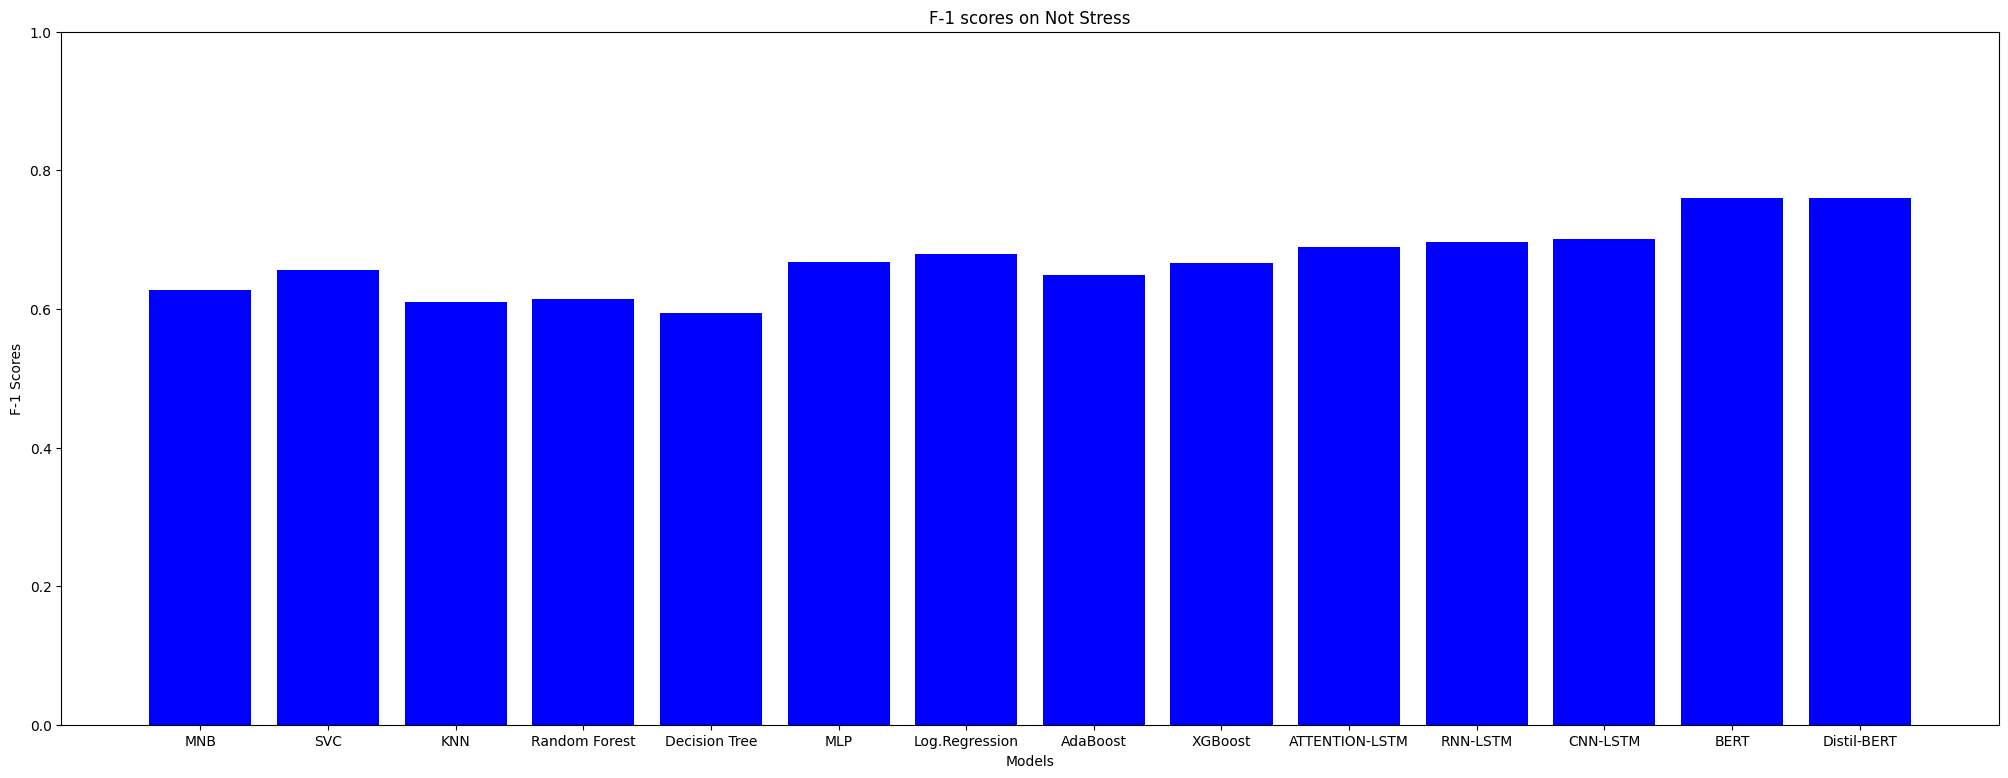 F-1 scores on Not Stress
1.0
0.8
0.6
0.4
0.2
0.0
F-1 Scores
MNB SVC KNN Random Forest Decision Tree MLP Log.Regression AdaBoost XGBoost ATTENTION-LSTM RNN-LSTM CNN-LSTM BERT Distil-BERT
Models